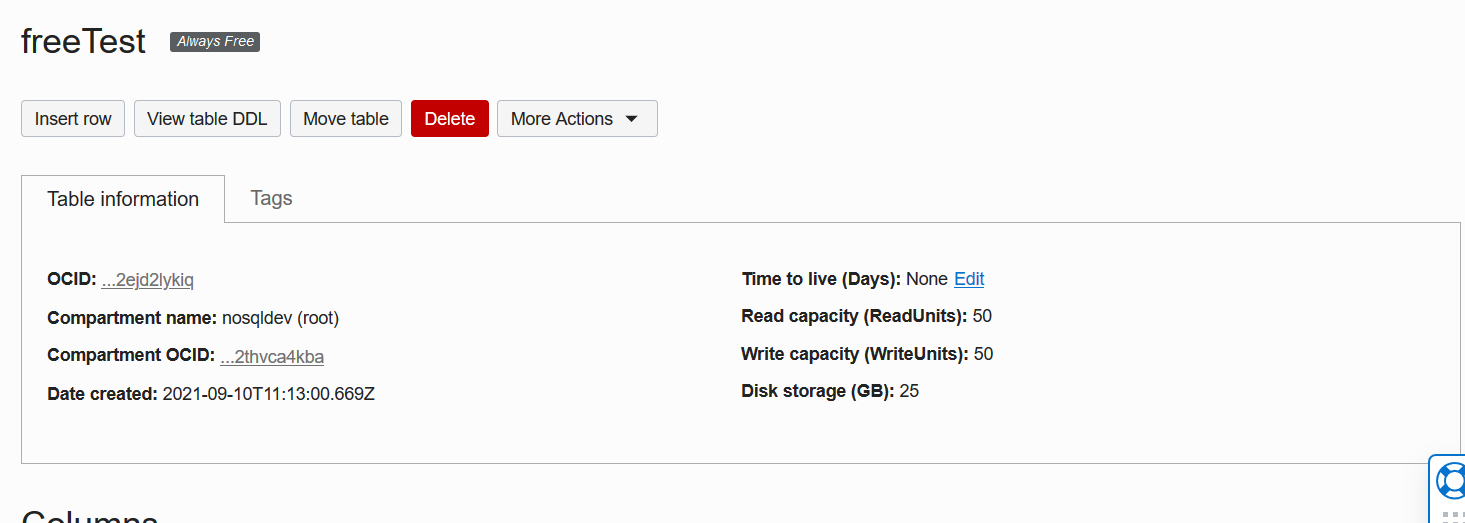 freeTest Always Free
Insert row View table DDL Move table Delete More Actions
Table information Tags
OCID: ...2ejd2lykiq
Compartment name: nosqldev (root)
Compartment OCID: ...2thvca4kba
Date created: 2021-09-10T11:13:00.669Z
Time to live (Days): None Edit
Read capacity (ReadUnits): 50
Write capacity (WriteUnits): 50
Disk storage (GB): 25
Columns